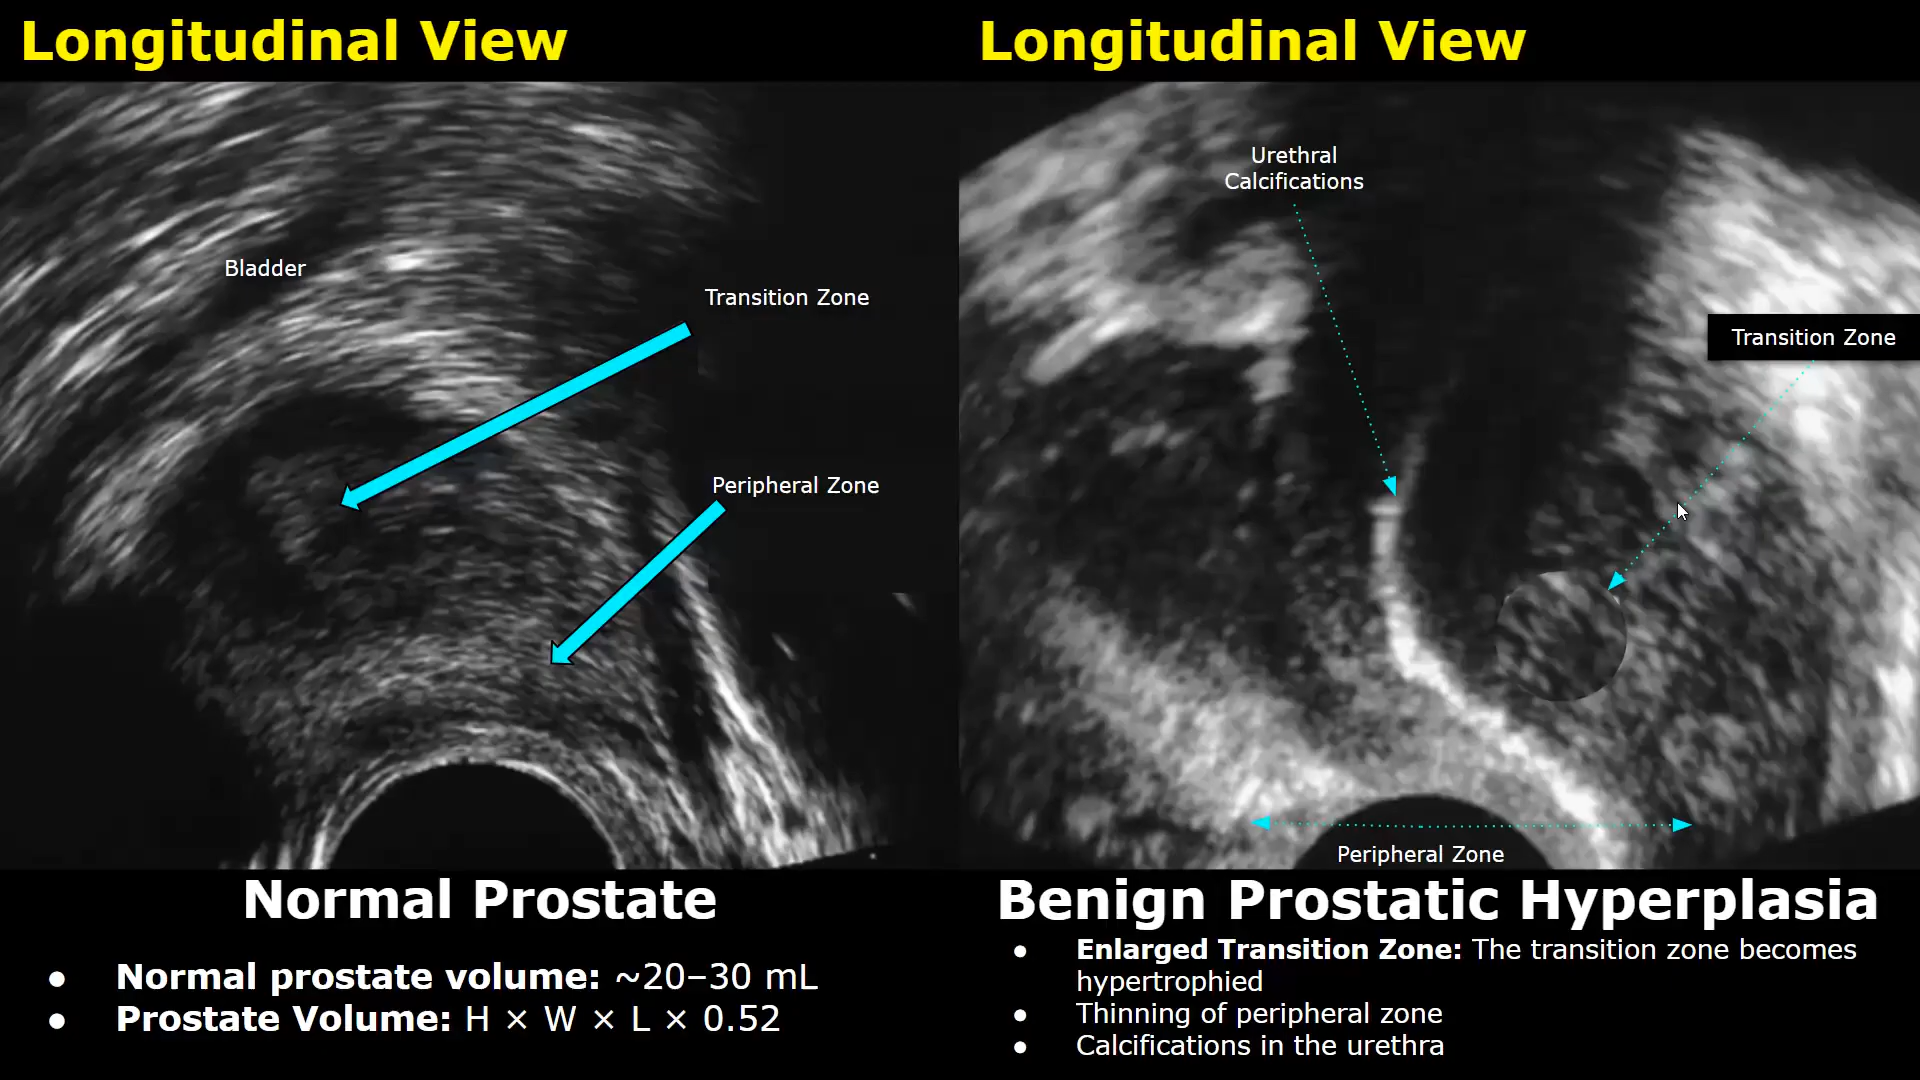 Longitudinal View
Bladder
Transition Zone
Peripheral Zone
Normal Prostate
● Normal prostate volume: ~20–30 mL
● Prostate Volume: H × W × L × 0.52
Longitudinal View
Urethral
Calcifications
Transition Zone
Peripheral Zone
Benign Prostatic Hyperplasia
● Enlarged Transition Zone: The transition zone becomes
hypertrophied
● Thinning of peripheral zone
● Calcifications in the urethra